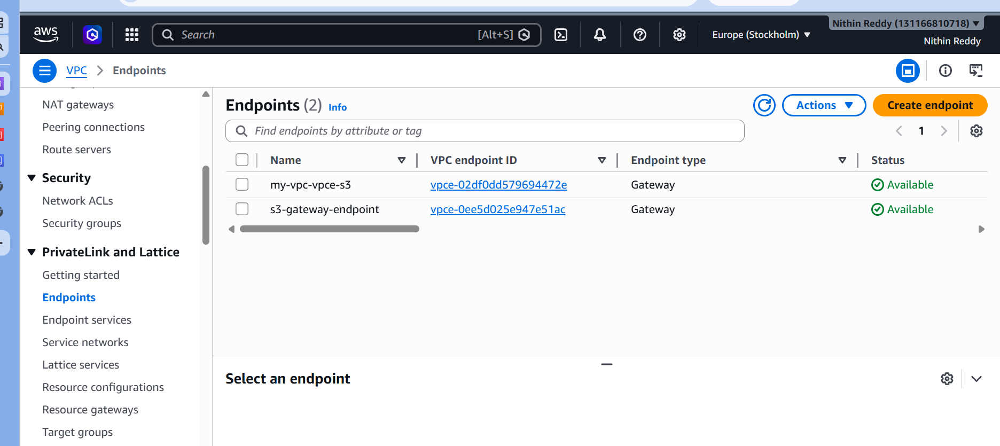 aws
Search
[Alt+S]
Europe (Stockholm)
Nithin Reddy (131166810718)
Nithin Reddy
VPC
Endpoints
NAT gateways
Peering connections
Route servers
Security
Network ACLs
Security groups
PrivateLink and Lattice
Getting started
Endpoints
Endpoint services
Service networks
Lattice services
Resource configurations
Resource gateways
Target groups
Endpoints (2) Info
Actions
Create endpoint
Find endpoints by attribute or tag
1
Name VPC endpoint ID Endpoint type Status
my-vpc-vpce-s3 vpce-02df0dd579694472e Gateway Available
s3-gateway-endpoint vpce-0ee5d025e947e51ac Gateway Available
Select an endpoint